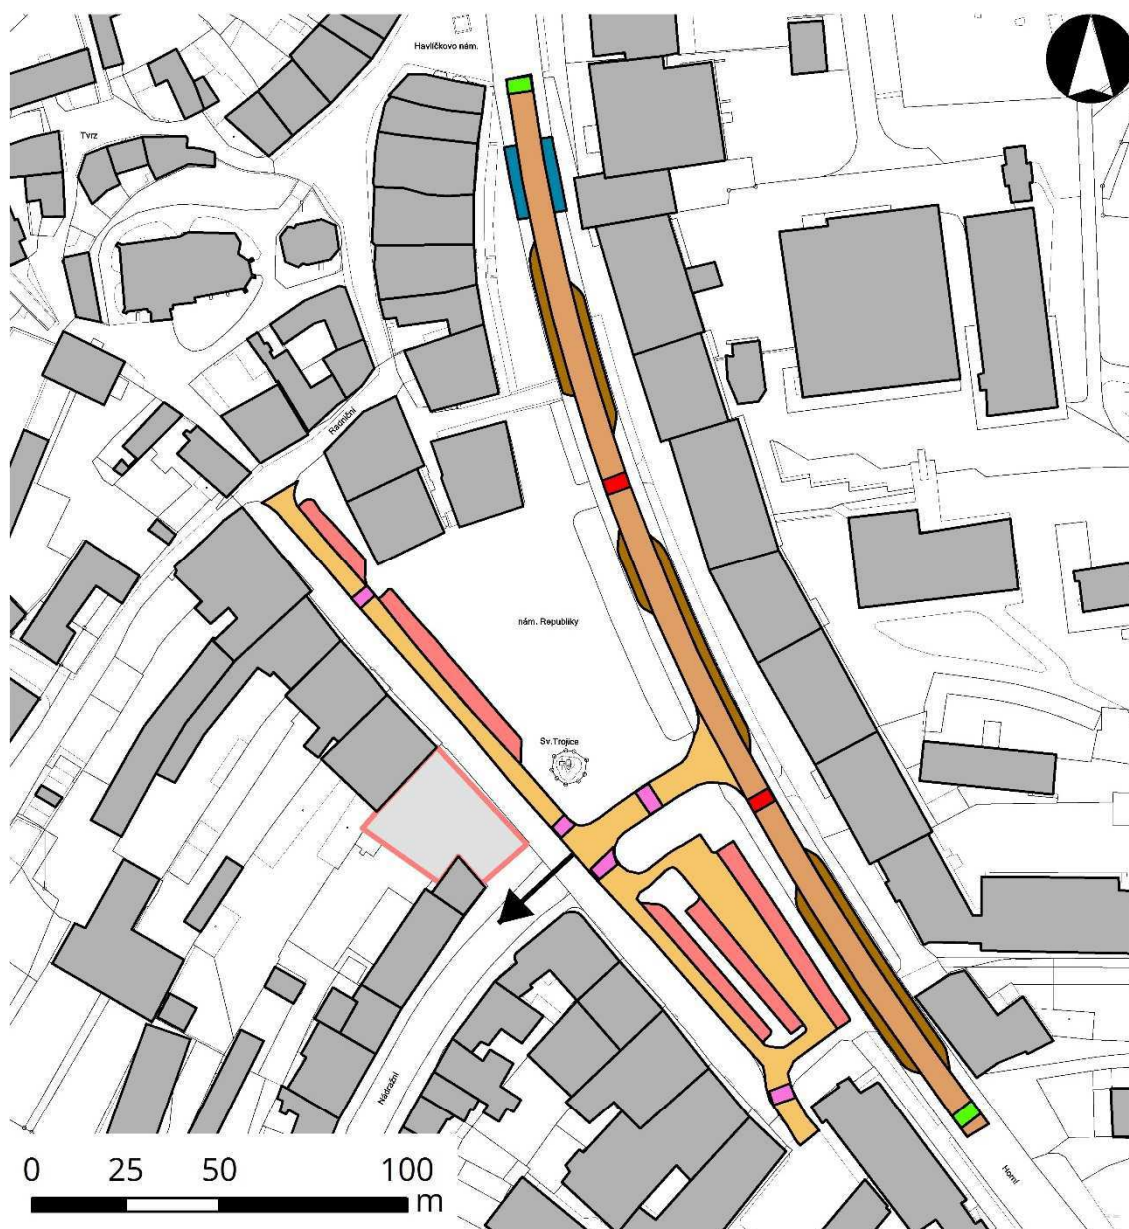 Havlíčkovo nám.
Tvrz
Radniční
nám. Republiky
Sv.Trojice
Nádražní
Horní
0 25 50 100
m